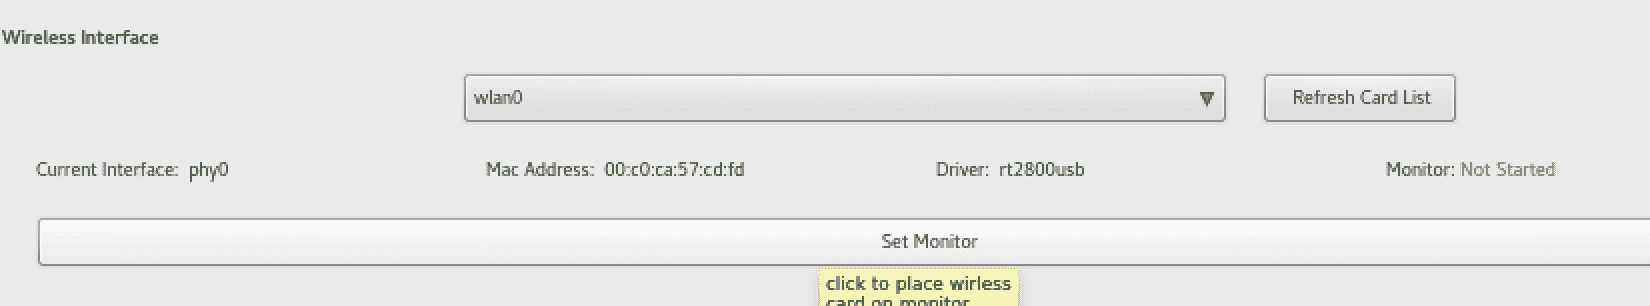 Wireless Interface
wlan0
Refresh Card List
Current Interface: phy0 Mac Address: 00:c0:ca:57:cd:fd Driver: rt2800usb Monitor: Not Started
Set Monitor
click to place wirless
card on monitor